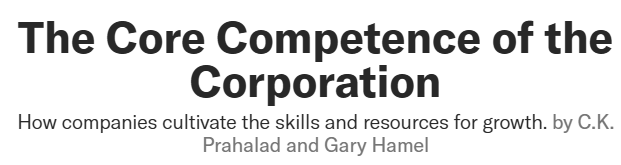 The Core Competence of the
Corporation
How companies cultivate the skills and resources for growth. by C.K.
Prahalad and Gary Hamel